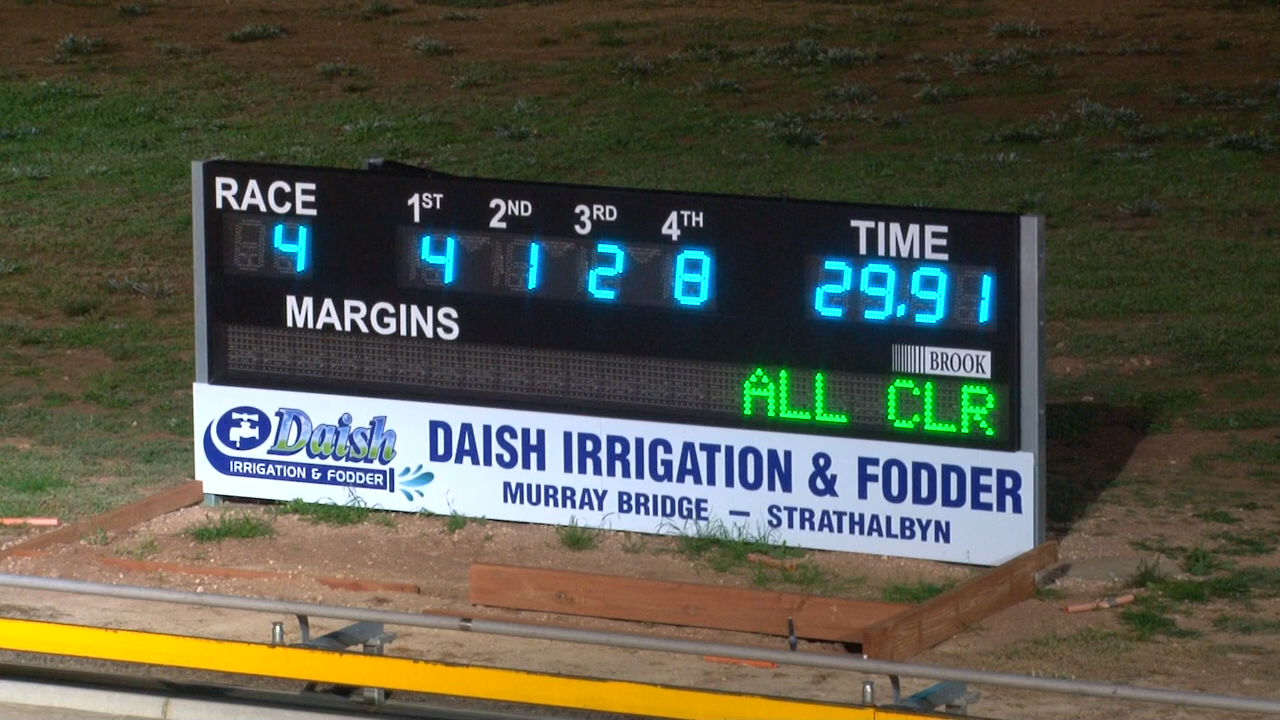 RACE 1ST 2ND 3RD 4TH TIME
4 4 1 2 8 29.91
MARGINS
BROOK
ALL CLR
Daish
IRRIGATION & FODDER
DAISH IRRIGATION & FODDER
MURRAY BRIDGE – STRATHALBYN